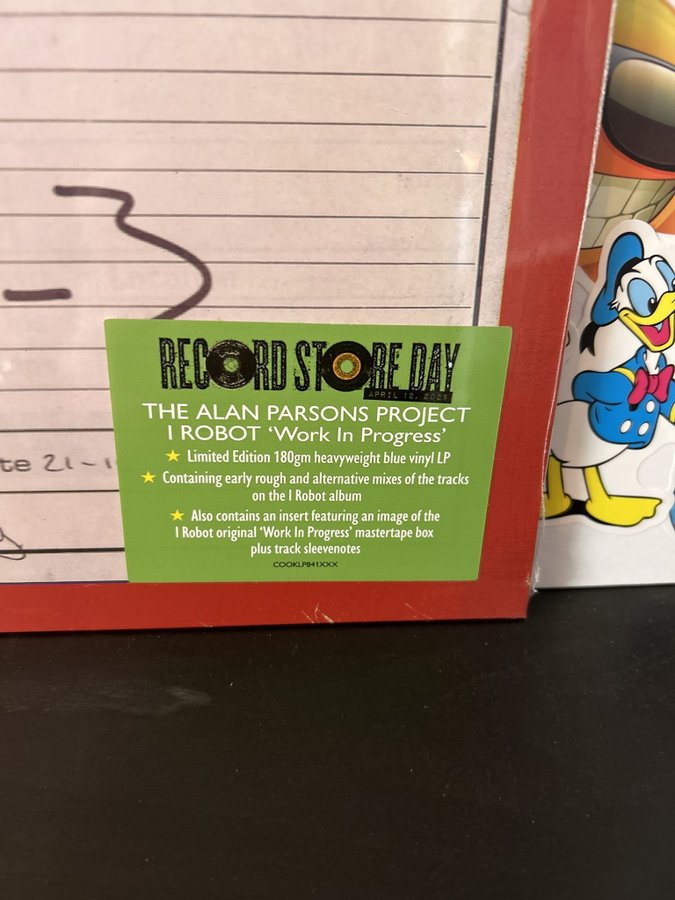 - 3
te 21-1
RECORD STORE DAY
APRIL 12, 2025
THE ALAN PARSONS PROJECT
I ROBOT ‘Work In Progress’
★ Limited Edition 180gm heavyweight blue vinyl LP
★ Containing early rough and alternative mixes of the tracks
on the I Robot album
★ Also contains an insert featuring an image of the
I Robot original ‘Work In Progress’ mastertape box
plus track sleevenotes
COOKLP841XXX